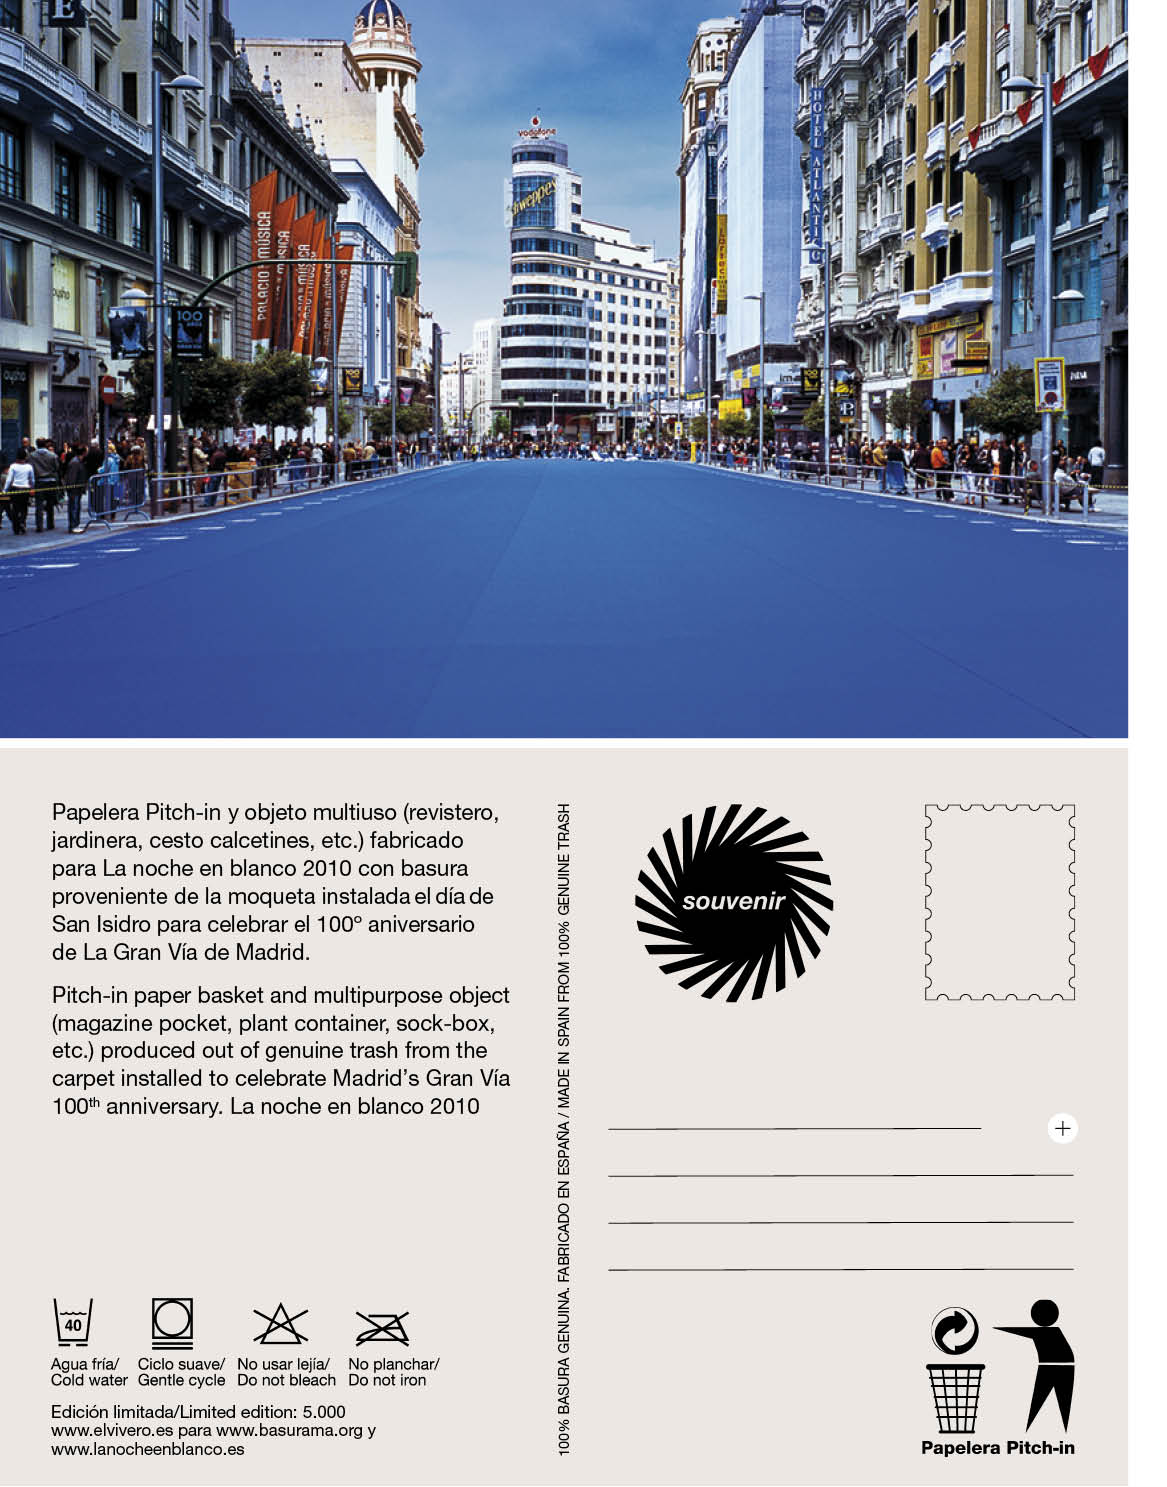 E
vodafone
Schweppes
HOTEL ATLANTICO
PALACIO DE LA MÚSICA
100
oysho
Loriteca
P
Papelera Pitch-in y objeto multiuso (revistero,
jardinera, cesto calcetines, etc.) fabricado
para La noche en blanco 2010 con basura
proveniente de la moqueta instalada el día de
San Isidro para celebrar el 100º aniversario
de La Gran Vía de Madrid.
Pitch-in paper basket and multipurpose object
(magazine pocket, plant container, sock-box,
etc.) produced out of genuine trash from the
carpet installed to celebrate Madrid’s Gran Vía
100th anniversary. La noche en blanco 2010
40
Agua fría/
Cold water
Ciclo suave/
Gentle cycle
No usar lejía/
Do not bleach
No planchar/
Do not iron
Edición limitada/Limited edition: 5.000
www.elvivero.es para www.basurama.org y
www.lanocheenblanco.es
100% BASURA GENUINA. FABRICADO EN ESPAÑA / MADE IN SPAIN FROM 100% GENUINE TRASH
souvenir
+
Papelera Pitch-in